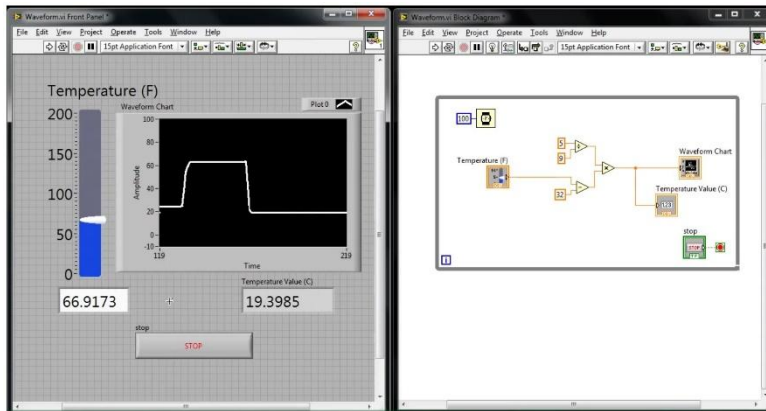 Waveform.vi Front Panel *
File Edit View Project Operate Tools Window Help
15pt Application Font
Temperature (F)
200
150
100
50
0
66.9173
Waveform Chart
Plot 0
Amplitude
100
80
60
40
20
0
-10
119
219
Time
Temperature Value (C)
19.3985
stop
STOP
Waveform.vi Block Diagram *
File Edit View Project Operate Tools Window Help
15pt Application Font
100
5
9
Temperature (F)
32
Waveform Chart
Temperature Value (C)
123
stop
STOP
TF
i